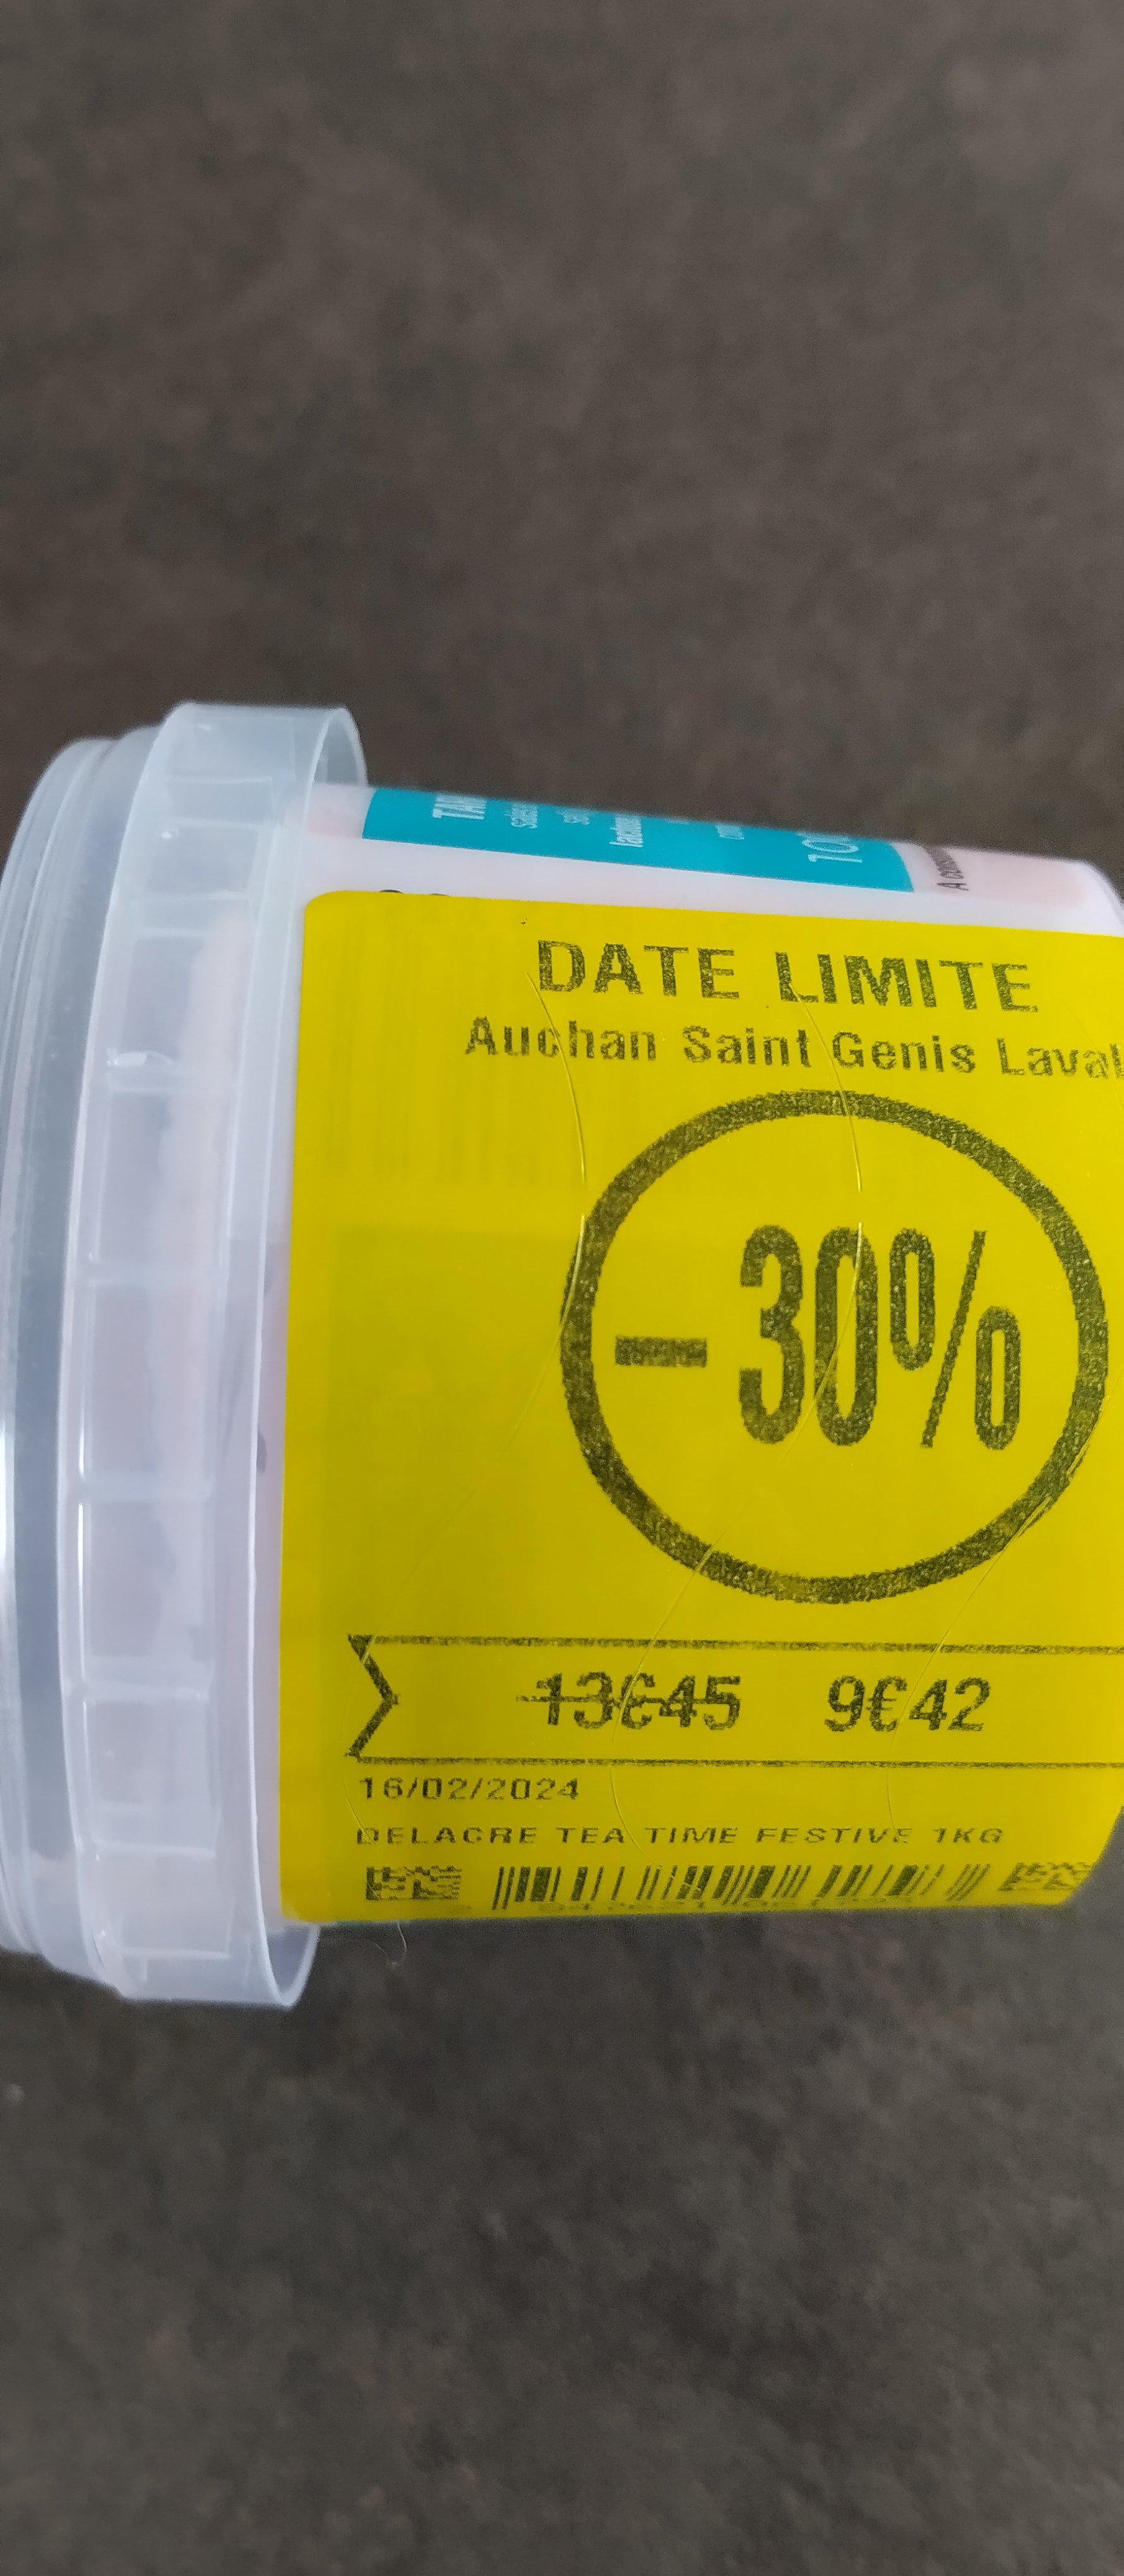 DATE LIMITE
Auchan Saint Genis Laval
-30%
13€45 9€42
16/02/2024
DELACRE TEA TIME FESTIVE 1KG